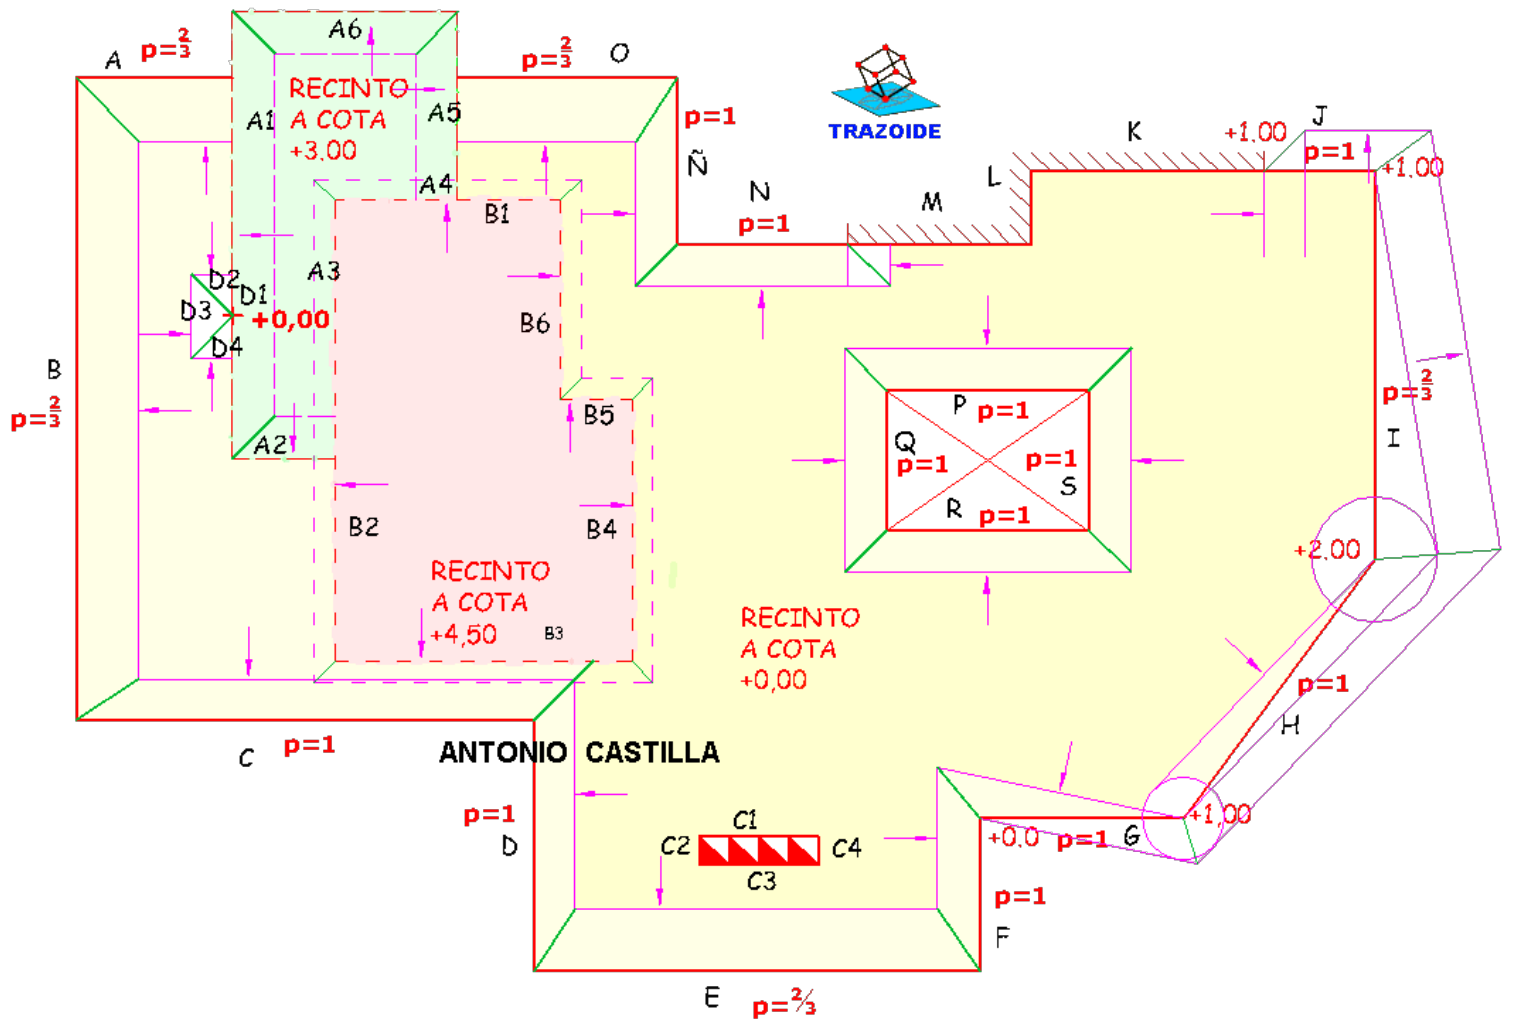 A6
A
p=2/3
p=2/3
O
RECINTO
A COTA
+3,00
A1
A5
TRAZOIDE
p=1
Ñ
K
+1,00
J
p=1
+1,00
L
A4
B1
N
p=1
M
A3
D2
D1
D3
+0,00
D4
B6
B
p=2/3
p=2/3
P
p=1
B5
Q
p=1
p=1
S
I
A2
R
p=1
B2
B4
+2,00
RECINTO
A COTA
+4,50
B3
RECINTO
A COTA
+0,00
p=1
H
C
p=1
ANTONIO CASTILLA
p=1
D
C1
C2
C4
C3
+0.0
p=1
G
+1,00
p=1
F
E
p=2/3